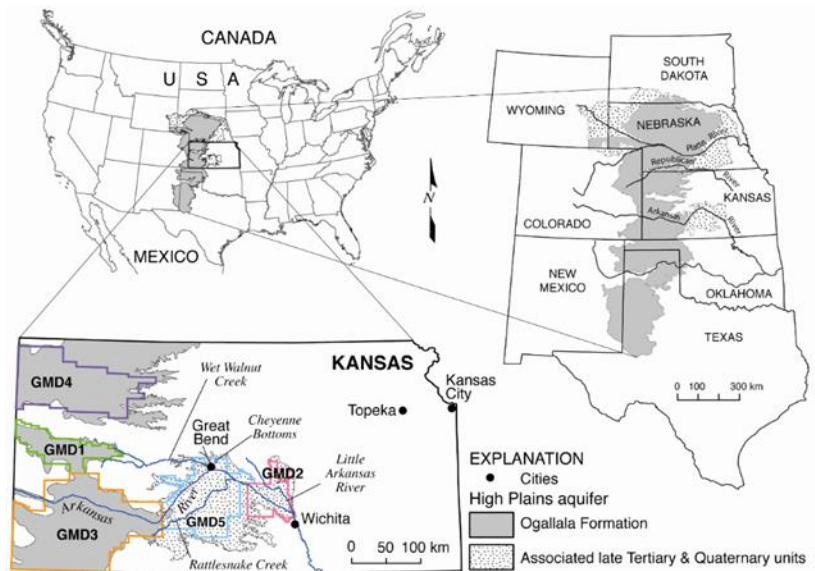 CANADA
U S A
MEXICO
N
SOUTH
DAKOTA
WYOMING
NEBRASKA
Platte River
Republican
River
KANSAS
COLORADO
Arkansas
River
NEW
MEXICO
OKLAHOMA
TEXAS
0 100 300 km
KANSAS
GMD4
Wet Walnut
Creek
Kansas
City
Topeka
Great
Bend
Cheyenne
Bottoms
GMD1
GMD2
Little
Arkansas
River
Arkansas
River
GMD3
GMD5
Wichita
Rattlesnake Creek
0 50 100 km
EXPLANATION
Cities
High Plains aquifer
Ogallala Formation
Associated late Tertiary & Quaternary units